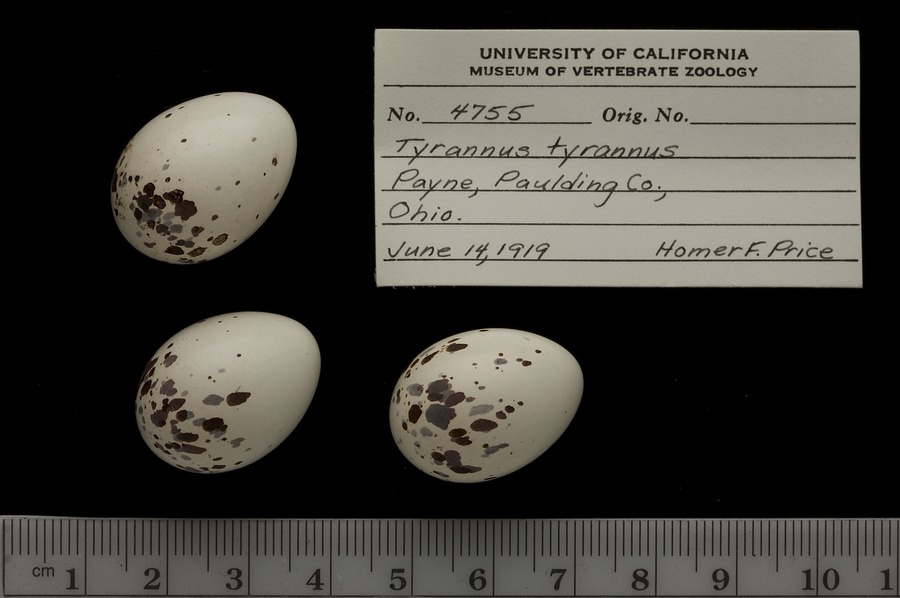 UNIVERSITY OF CALIFORNIA
MUSEUM OF VERTEBRATE ZOOLOGY
No. 4755 Orig. No.
Tyrannus tyrannus
Payne, Paulding Co.,
Ohio.
June 14, 1919 Homer F. Price
cm 1 2 3 4 5 6 7 8 9 10 1